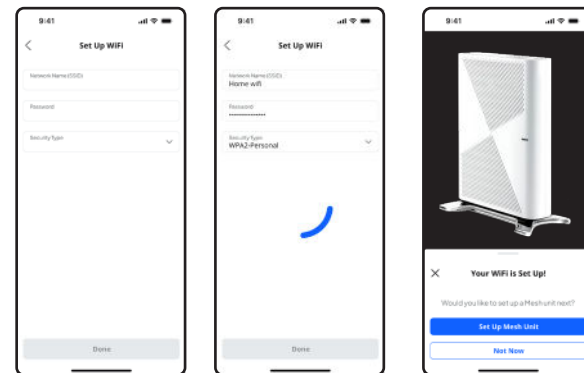 9:41
Set Up WiFi
Network Name (SSID)
Password
Security Type
Done
9:41
Set Up WiFi
Network Name (SSID)
Home wifi
Password
Security Type
WPA2-Personal
Done
9:41
Your WiFi is Set Up!
Would you like to set up a Mesh unit next?
Set Up Mesh Unit
Not Now